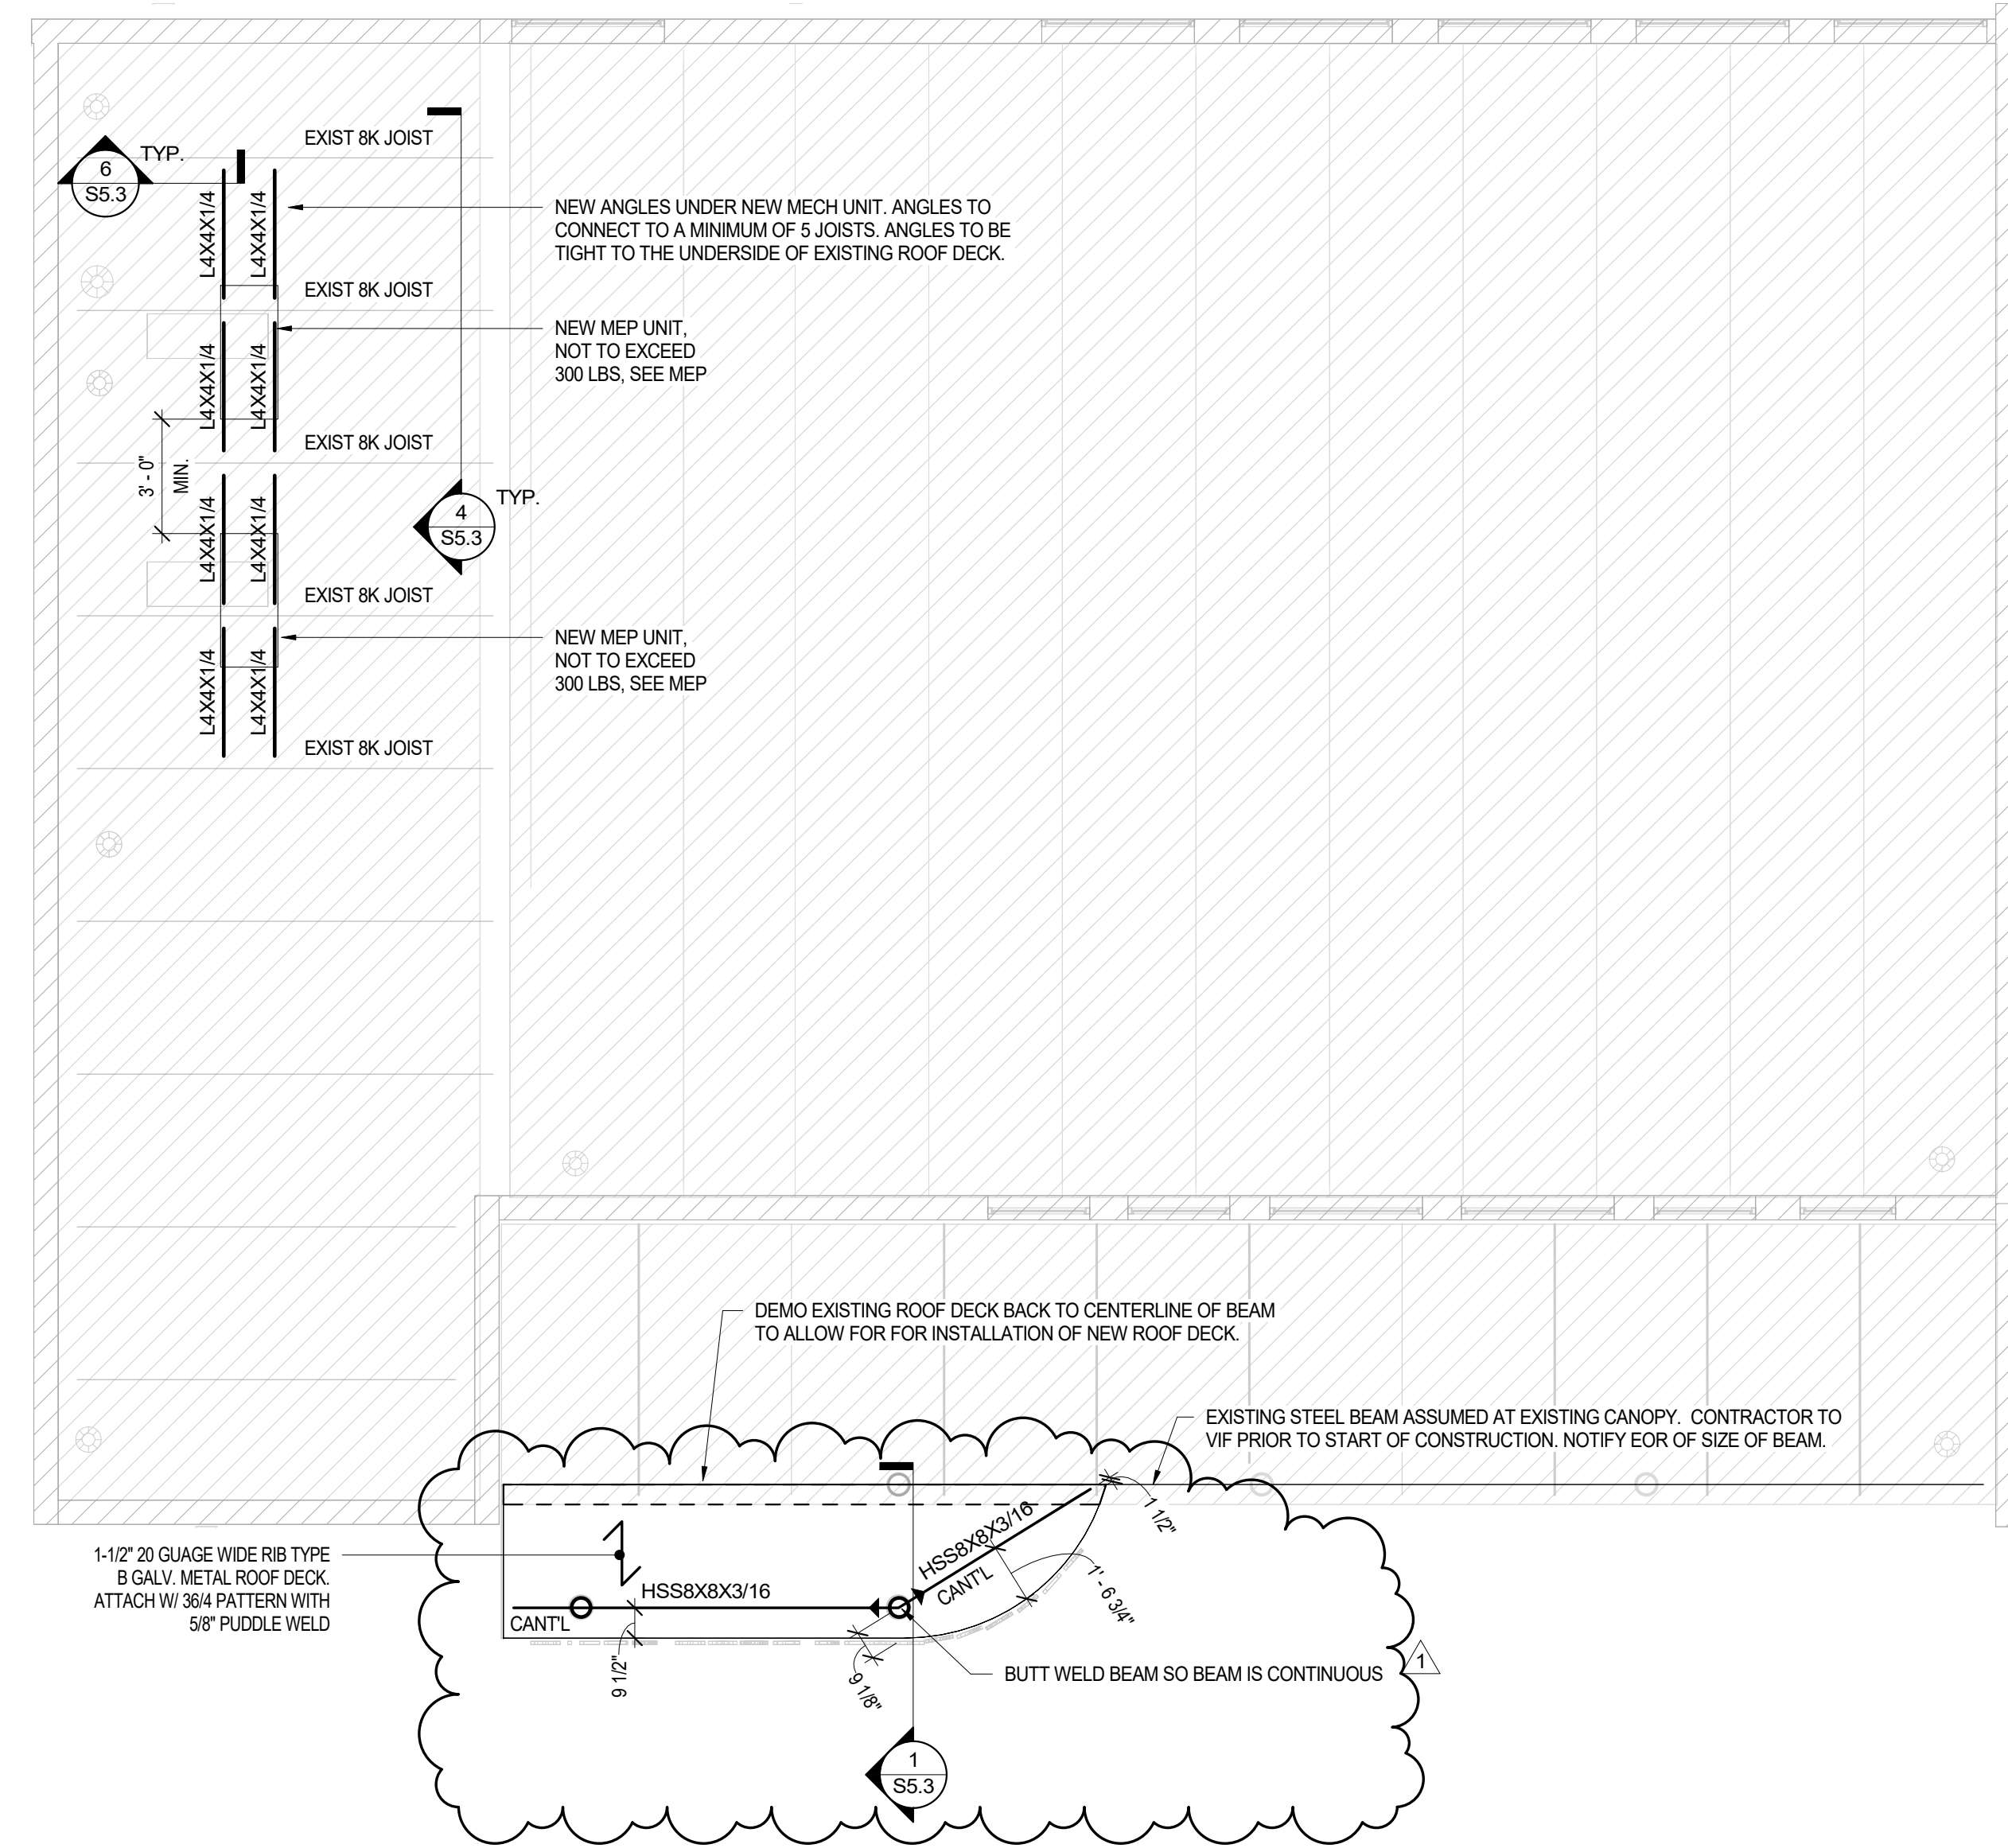 EXIST 8K JOIST
6
S5.3
TYP.
L4X4X1/4
L4X4X1/4
NEW ANGLES UNDER NEW MECH UNIT. ANGLES TO
CONNECT TO A MINIMUM OF 5 JOISTS. ANGLES TO BE
TIGHT TO THE UNDERSIDE OF EXISTING ROOF DECK.
EXIST 8K JOIST
NEW MEP UNIT,
NOT TO EXCEED
300 LBS, SEE MEP
L4X4X1/4
L4X4X1/4
EXIST 8K JOIST
3' - 0"
MIN.
4
S5.3
TYP.
L4X4X1/4
L4X4X1/4
EXIST 8K JOIST
NEW MEP UNIT,
NOT TO EXCEED
300 LBS, SEE MEP
L4X4X1/4
L4X4X1/4
EXIST 8K JOIST
DEMO EXISTING ROOF DECK BACK TO CENTERLINE OF BEAM
TO ALLOW FOR FOR INSTALLATION OF NEW ROOF DECK.
EXISTING STEEL BEAM ASSUMED AT EXISTING CANOPY. CONTRACTOR TO
VIF PRIOR TO START OF CONSTRUCTION. NOTIFY EOR OF SIZE OF BEAM.
1-1/2" 20 GUAGE WIDE RIB TYPE
B GALV. METAL ROOF DECK.
ATTACH W/ 36/4 PATTERN WITH
5/8" PUDDLE WELD
HSS8X8X3/16
CANT'L
HSS8X8X3/16
CANT'L
1 1/2"
1' - 6 3/4"
9 1/2"
9 1/8"
BUTT WELD BEAM SO BEAM IS CONTINUOUS
1
1
S5.3